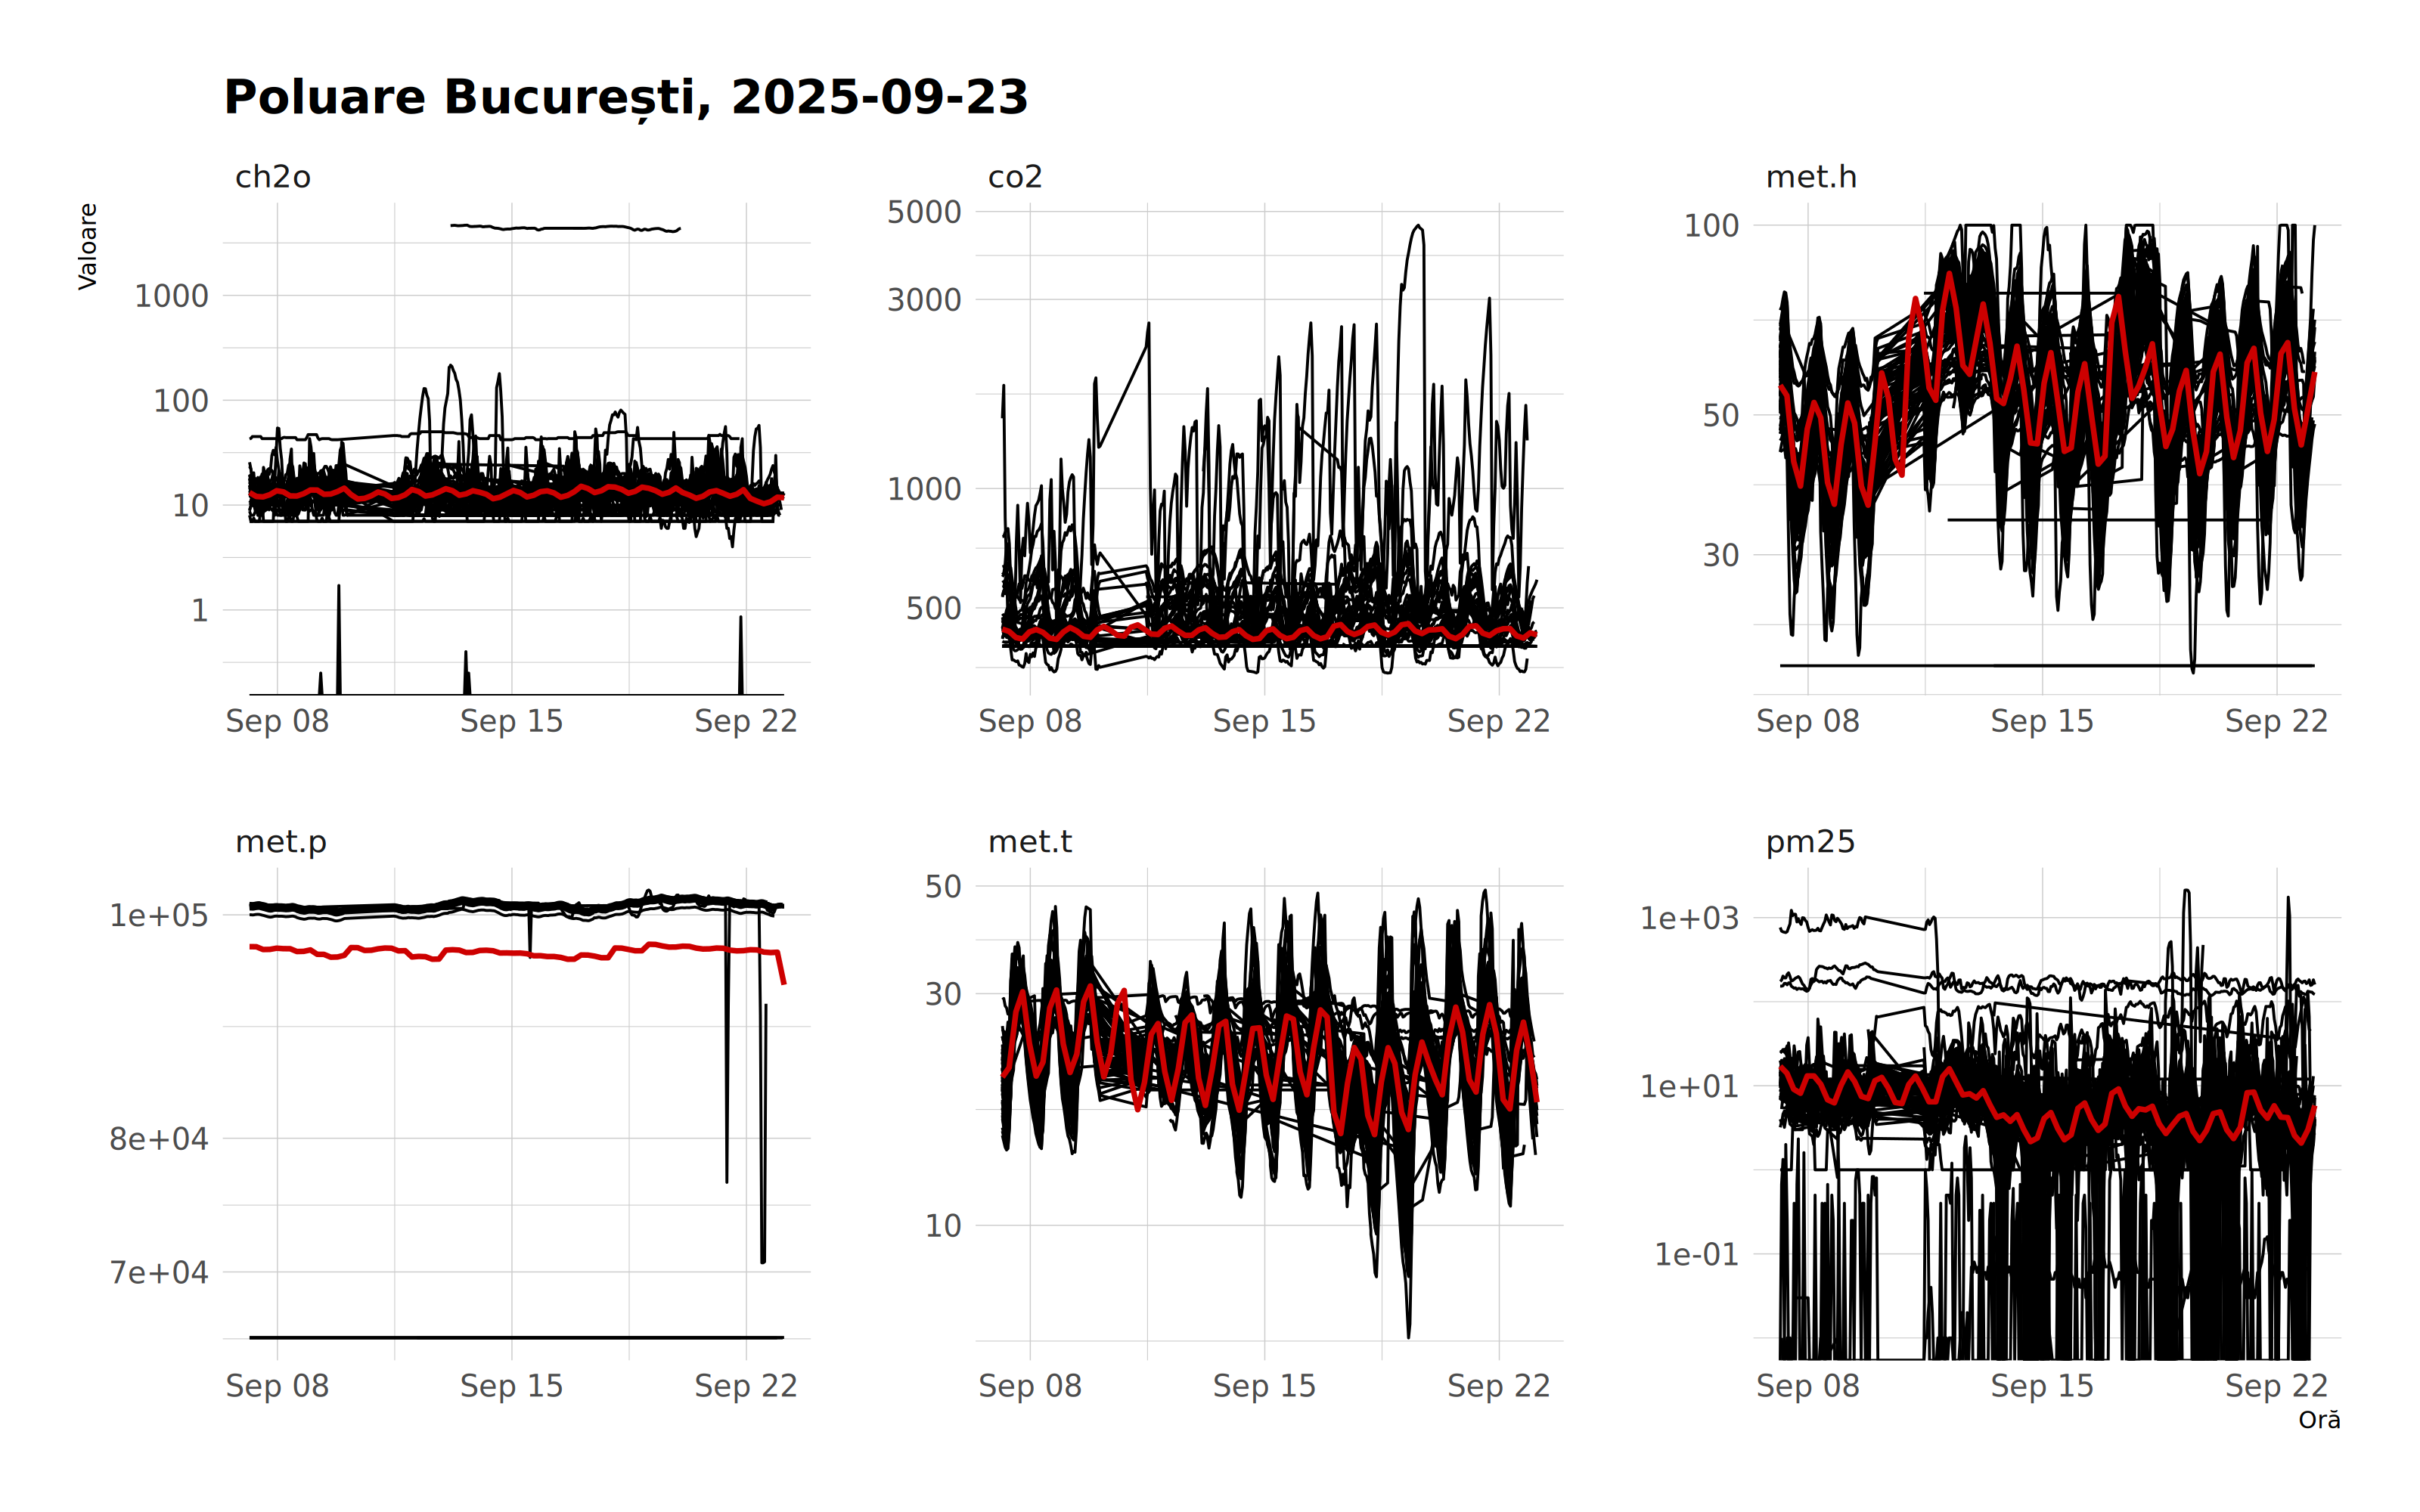 Poluare București, 2025-09-23
Valoare
ch2o
1000
100
10
1
Sep 08 Sep 15 Sep 22
co2
5000
3000
1000
500
Sep 08 Sep 15 Sep 22
met.h
100
50
30
Sep 08 Sep 15 Sep 22
met.p
1e+05
8e+04
7e+04
Sep 08 Sep 15 Sep 22
met.t
50
30
10
Sep 08 Sep 15 Sep 22
pm25
1e+03
1e+01
1e-01
Sep 08 Sep 15 Sep 22
Oră